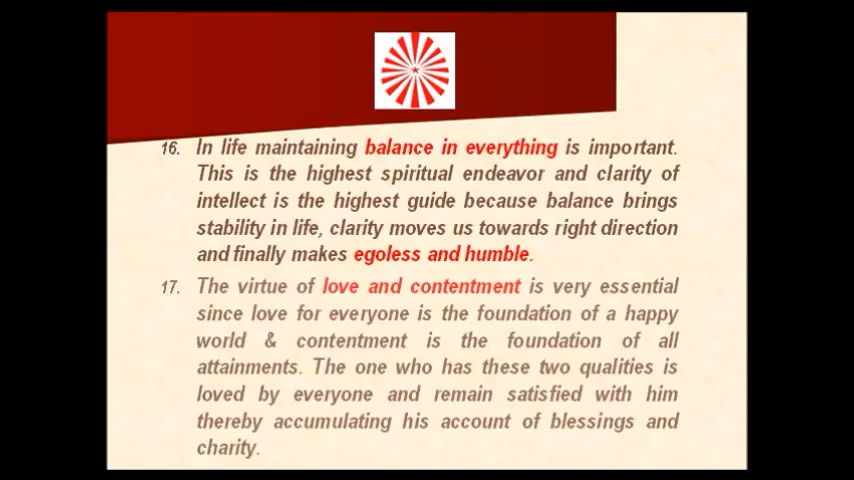 16. In life maintaining balance in everything is important.
This is the highest spiritual endeavor and clarity of
intellect is the highest guide because balance brings
stability in life, clarity moves us towards right direction
and finally makes egoless and humble.
17. The virtue of love and contentment is very essential
since love for everyone is the foundation of a happy
world & contentment is the foundation of all
attainments. The one who has these two qualities is
loved by everyone and remain satisfied with him
thereby accumulating his account of blessings and
charity.